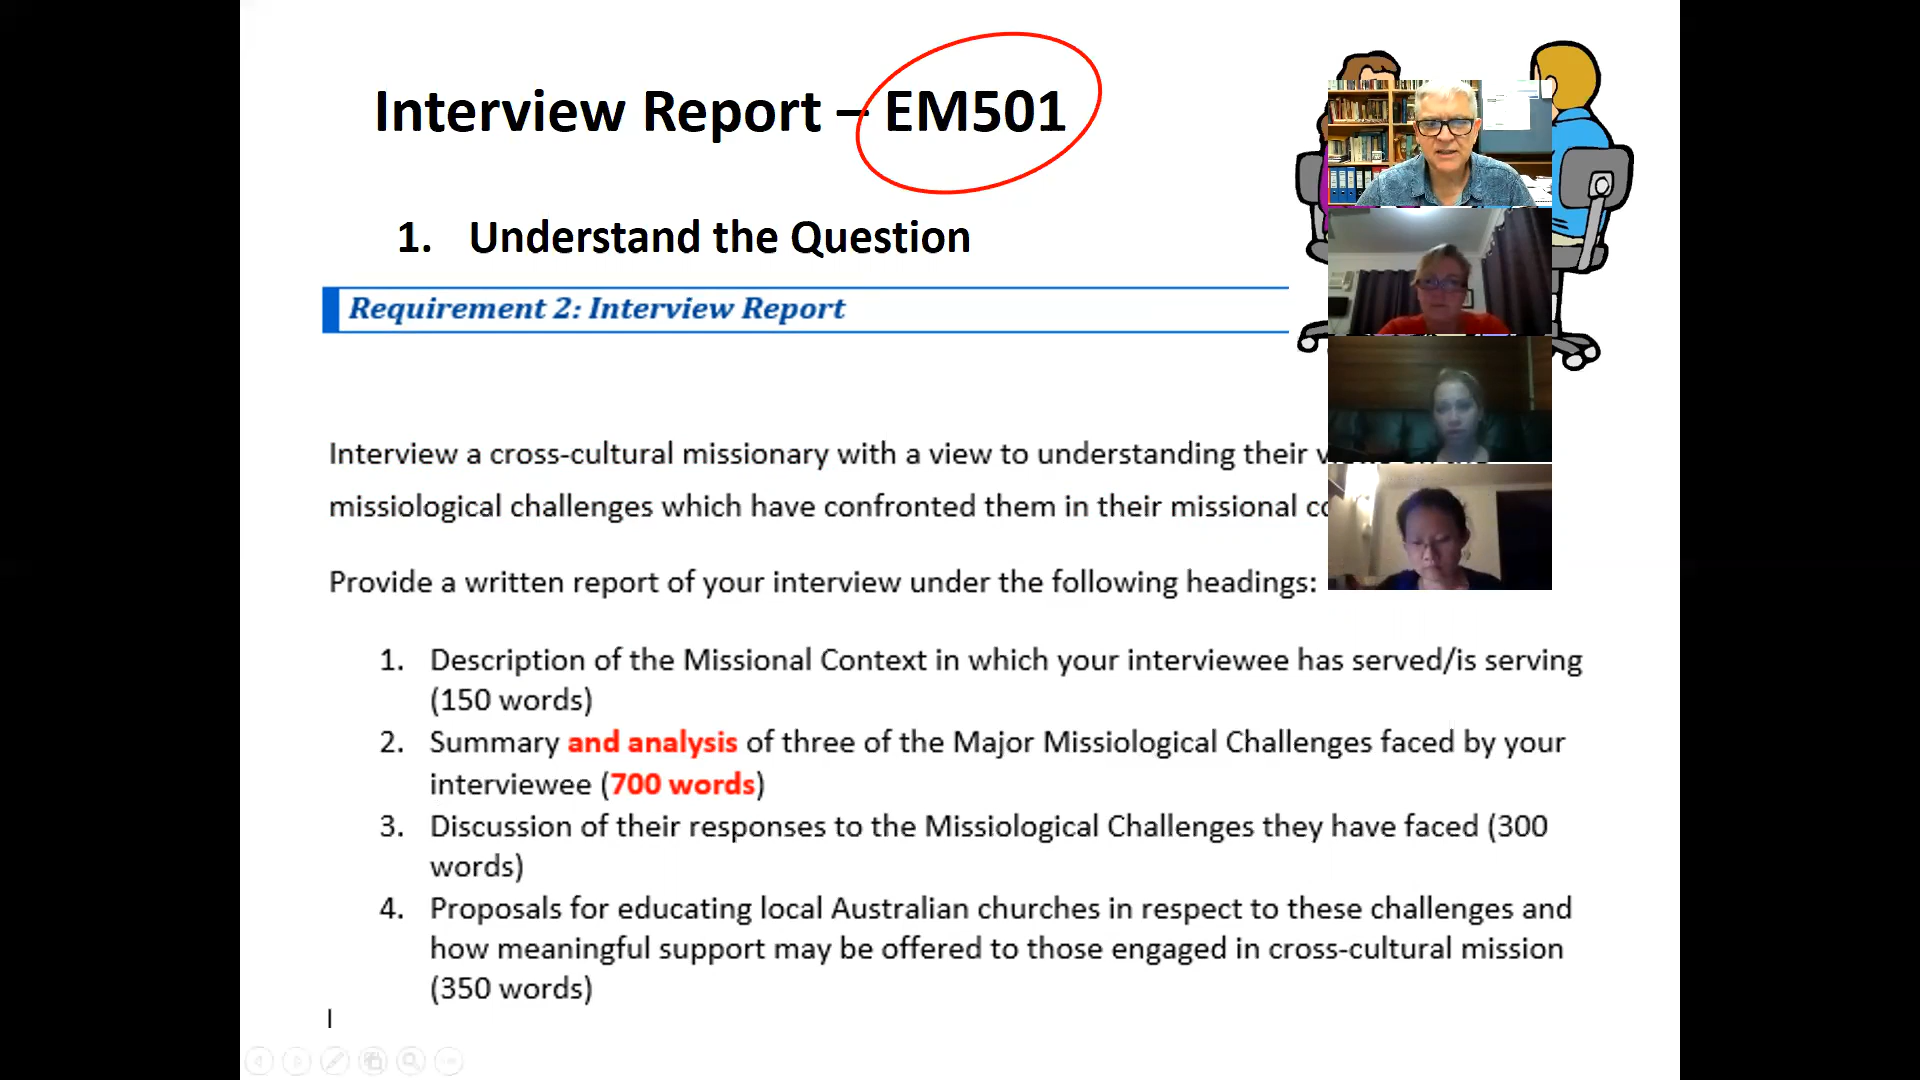 Interview Report – EM501
1. Understand the Question
Requirement 2: Interview Report
Interview a cross-cultural missionary with a view to understanding their
missiological challenges which have confronted them in their missional
Provide a written report of your interview under the following headings:
1. Description of the Missional Context in which your interviewee has served/is serving
(150 words)
2. Summary and analysis of three of the Major Missiological Challenges faced by your
interviewee (700 words)
3. Discussion of their responses to the Missiological Challenges they have faced (300
words)
4. Proposals for educating local Australian churches in respect to these challenges and
how meaningful support may be offered to those engaged in cross-cultural mission
(350 words)